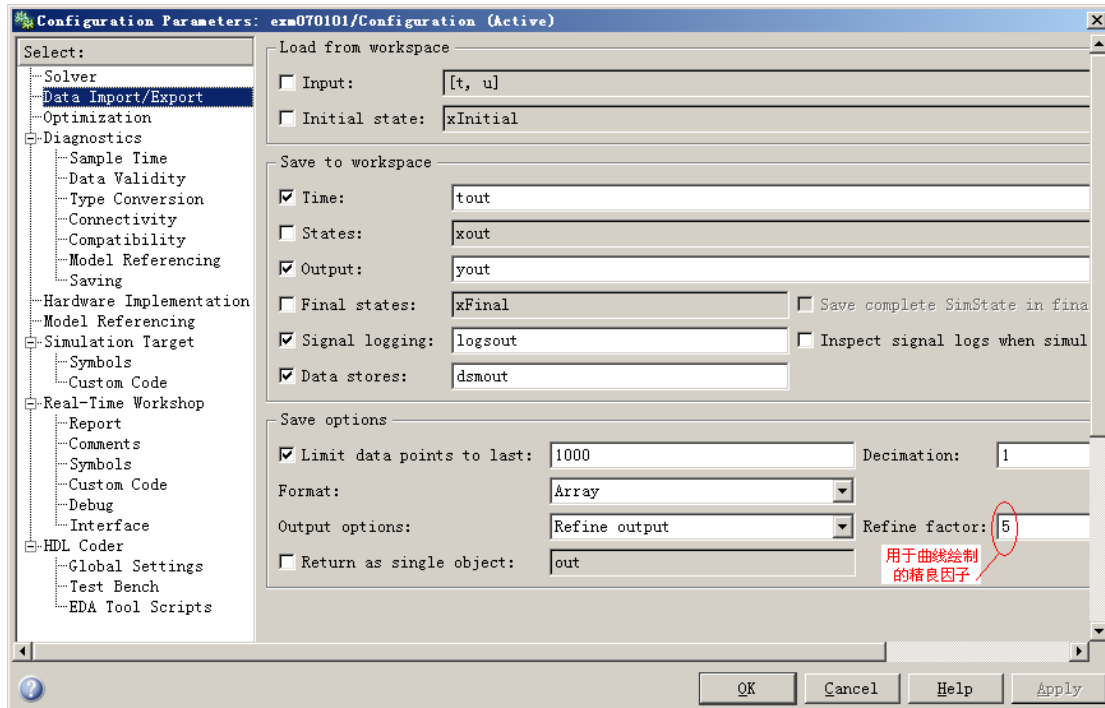 Configuration Parameters: exm070101/Configuration (Active)
Select:
Solver
Data Import/Export
Optimization
Diagnostics
Sample Time
Data Validity
Type Conversion
Connectivity
Compatibility
Model Referencing
Saving
Hardware Implementation
Model Referencing
Simulation Target
Symbols
Custom Code
Real-Time Workshop
Report
Comments
Symbols
Custom Code
Debug
Interface
HDL Coder
Global Settings
Test Bench
EDA Tool Scripts
Load from workspace
Input: [t, u]
Initial state: xInitial
Save to workspace
Time: tout
States: xout
Output: yout
Final states: xFinal Save complete SimState in fina
Signal logging: logsout Inspect signal logs when simul
Data stores: dsmout
Save options
Limit data points to last: 1000 Decimation: 1
Format: Array
Output options: Refine output Refine factor: 5
Return as single object: out
用于曲线绘制
的精良因子
OK Cancel Help Apply